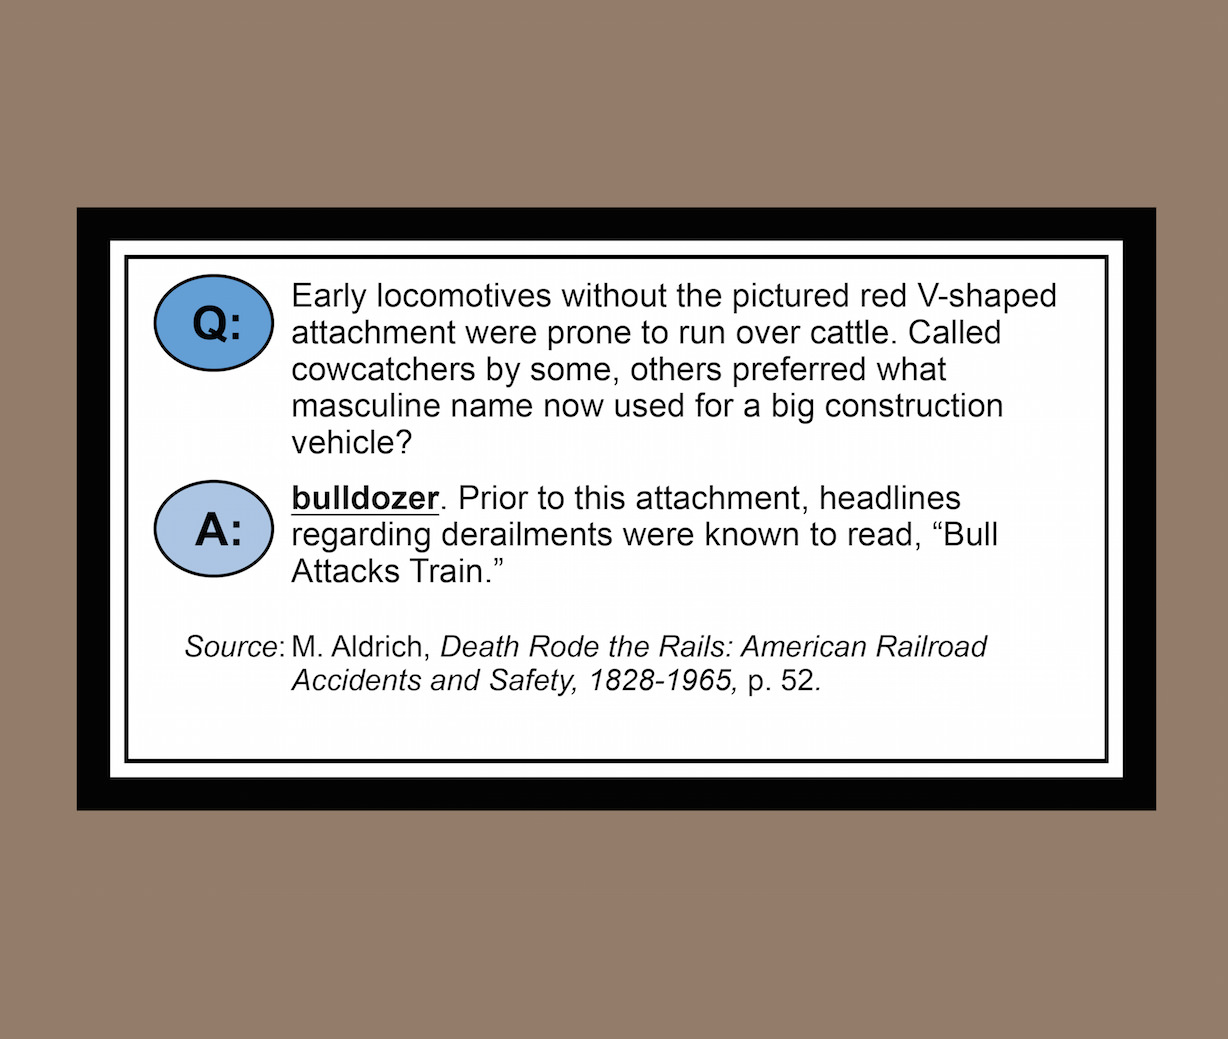 Q:
Early locomotives without the pictured red V-shaped
attachment were prone to run over cattle. Called
cowcatchers by some, others preferred what
masculine name now used for a big construction
vehicle?
A:
bulldozer. Prior to this attachment, headlines
regarding derailments were known to read, “Bull
Attacks Train.”
Source: M. Aldrich, Death Rode the Rails: American Railroad
Accidents and Safety, 1828-1965, p. 52.